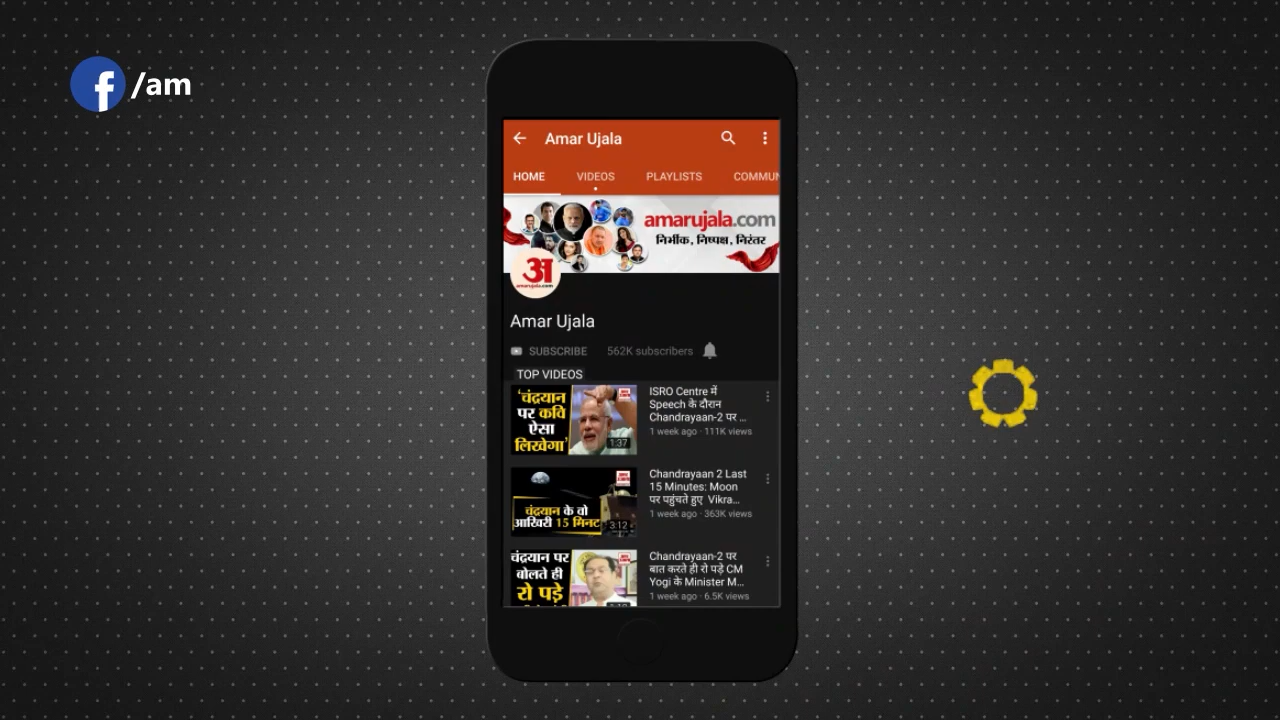 /am
Amar Ujala
HOME VIDEOS PLAYLISTS COMMUN
amarujala.com
निर्भीक, निष्पक्ष, निरंतर
अ
amarujala.com
Amar Ujala
SUBSCRIBE 562K subscribers
TOP VIDEOS
'चंद्रयान
पर कवि
ऐसा
लिखेगा'
1:37
ISRO Centre में
Speech के दौरान
Chandrayaan-2 पर ...
1 week ago · 111K views
चंद्रयान के वो
आखिरी 15 मिनट
3:12
Chandrayaan 2 Last
15 Minutes: Moon
पर पहुंचते हुए Vikra...
1 week ago · 363K views
चंद्रयान पर
बोलते ही
रो पड़े
Chandrayaan-2 पर
बात करते ही रो पड़े CM
Yogi के Minister M...
1 week ago · 6.5K views